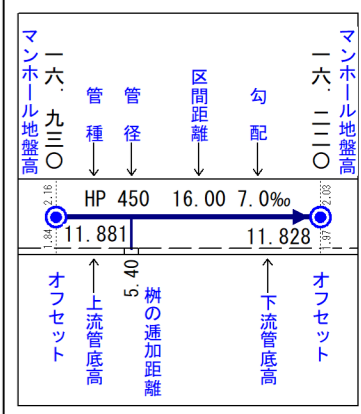 マンホール地盤高
一六.九三〇
管種
管径
区間距離
勾配
一六.二二〇
マンホール地盤高
HP 450 16.00 7.0‰
2.16
1.84
2.03
1.97
11.881
11.828
5.40
オフセット
上流管底高
桝の逓加距離
下流管底高
オフセット